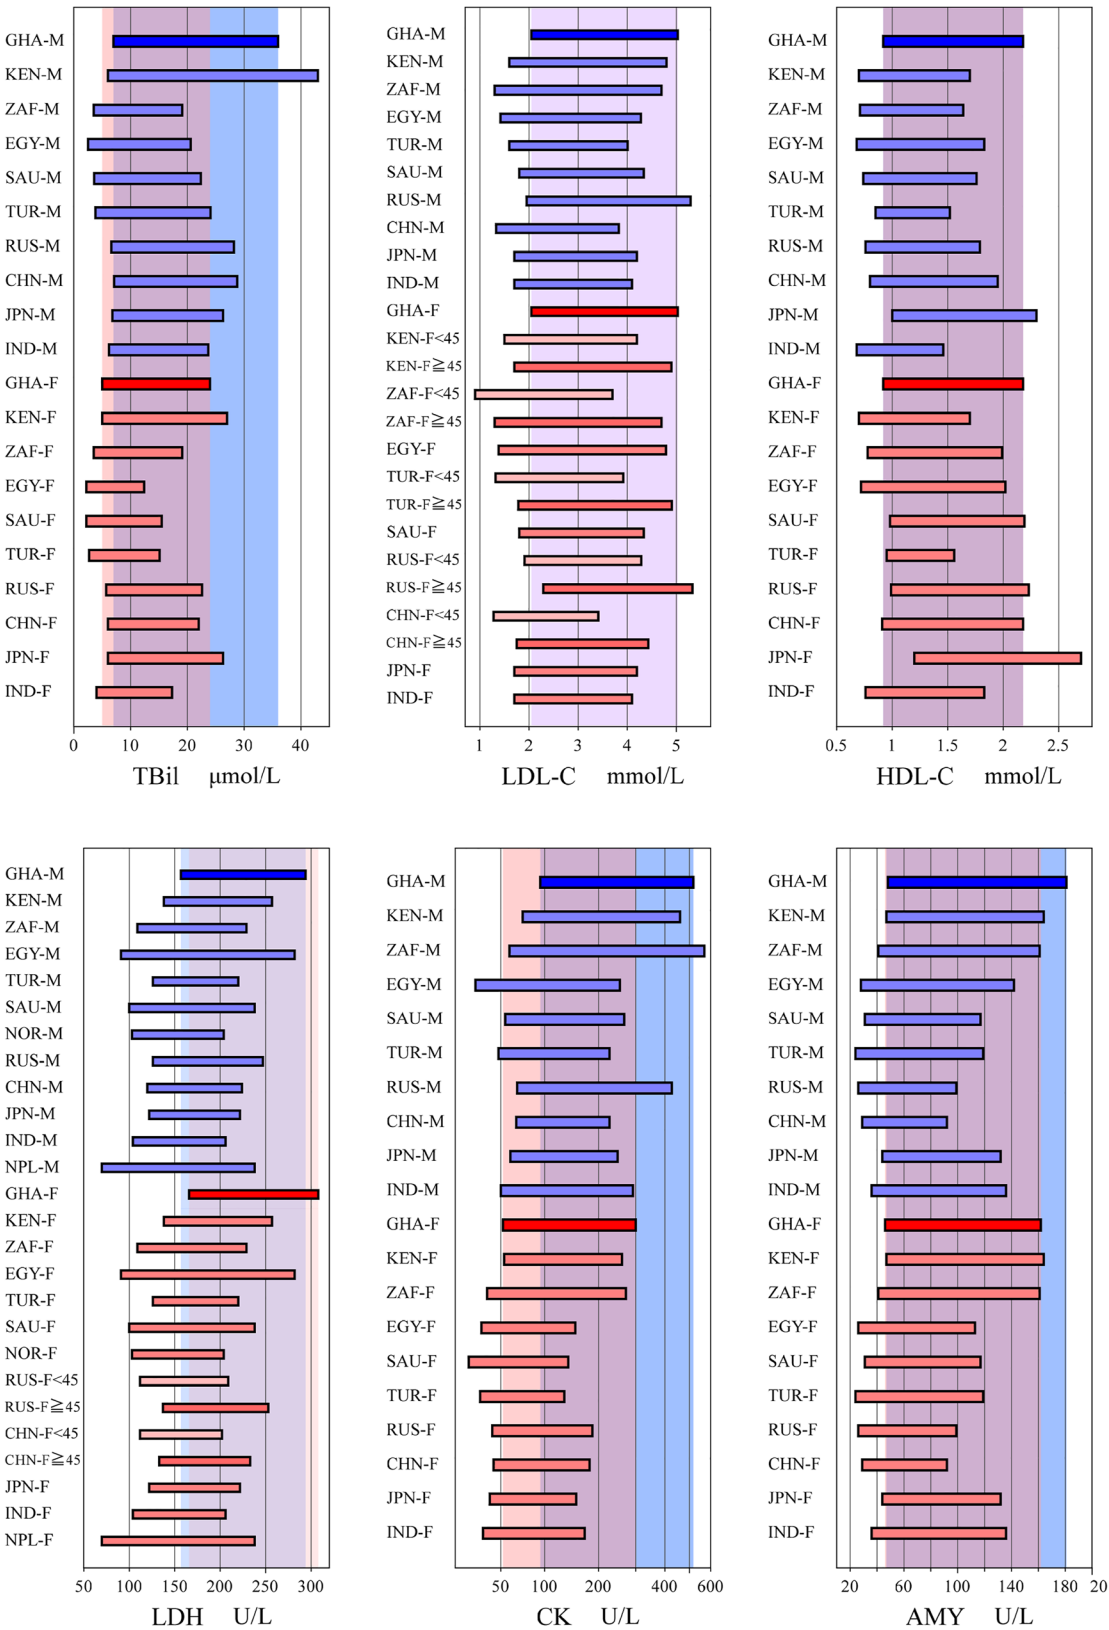 GHA-M
KEN-M
ZAF-M
EGY-M
SAU-M
TUR-M
RUS-M
CHN-M
JPN-M
IND-M
GHA-F
KEN-F
ZAF-F
EGY-F
SAU-F
TUR-F
RUS-F
CHN-F
JPN-F
IND-F
0 10 20 30 40
TBil μmol/L
GHA-M
KEN-M
ZAF-M
EGY-M
TUR-M
SAU-M
RUS-M
CHN-M
JPN-M
IND-M
GHA-F
KEN-F<45
KEN-F≧45
ZAF-F<45
ZAF-F≧45
EGY-F
TUR-F<45
TUR-F≧45
SAU-F
RUS-F<45
RUS-F≧45
CHN-F<45
CHN-F≧45
JPN-F
IND-F
1 2 3 4 5
LDL-C mmol/L
GHA-M
KEN-M
ZAF-M
EGY-M
SAU-M
TUR-M
RUS-M
CHN-M
JPN-M
IND-M
GHA-F
KEN-F
ZAF-F
EGY-F
SAU-F
TUR-F
RUS-F
CHN-F
JPN-F
IND-F
0.5 1 1.5 2 2.5
HDL-C mmol/L
GHA-M
KEN-M
ZAF-M
EGY-M
TUR-M
SAU-M
NOR-M
RUS-M
CHN-M
JPN-M
IND-M
NPL-M
GHA-F
KEN-F
ZAF-F
EGY-F
TUR-F
SAU-F
NOR-F
RUS-F<45
RUS-F≧45
CHN-F<45
CHN-F≧45
JPN-F
IND-F
NPL-F
50 100 150 200 250 300
LDH U/L
GHA-M
KEN-M
ZAF-M
EGY-M
SAU-M
TUR-M
RUS-M
CHN-M
JPN-M
IND-M
GHA-F
KEN-F
ZAF-F
EGY-F
SAU-F
TUR-F
RUS-F
CHN-F
JPN-F
IND-F
50 100 200 400 600
CK U/L
GHA-M
KEN-M
ZAF-M
EGY-M
SAU-M
TUR-M
RUS-M
CHN-M
JPN-M
IND-M
GHA-F
KEN-F
ZAF-F
EGY-F
SAU-F
TUR-F
RUS-F
CHN-F
JPN-F
IND-F
20 60 100 140 180 20
AMY U/L